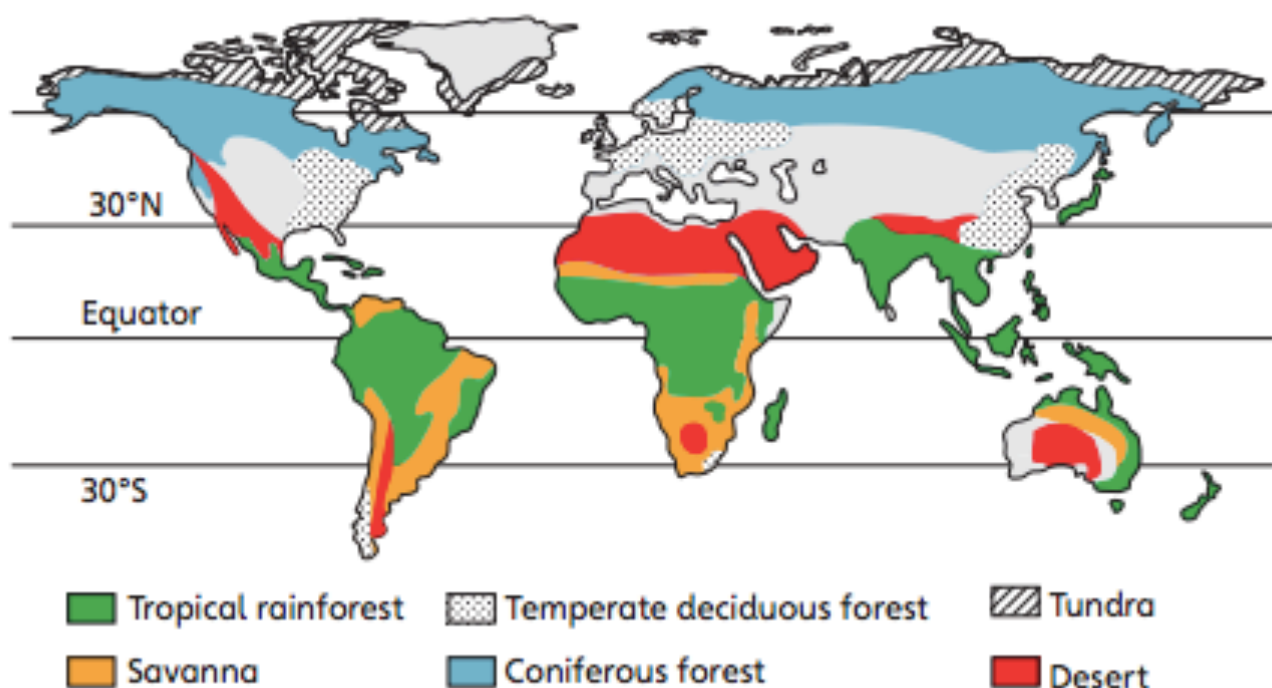 30°N
Equator
30°S
Tropical rainforest
Temperate deciduous forest
Tundra
Savanna
Coniferous forest
Desert